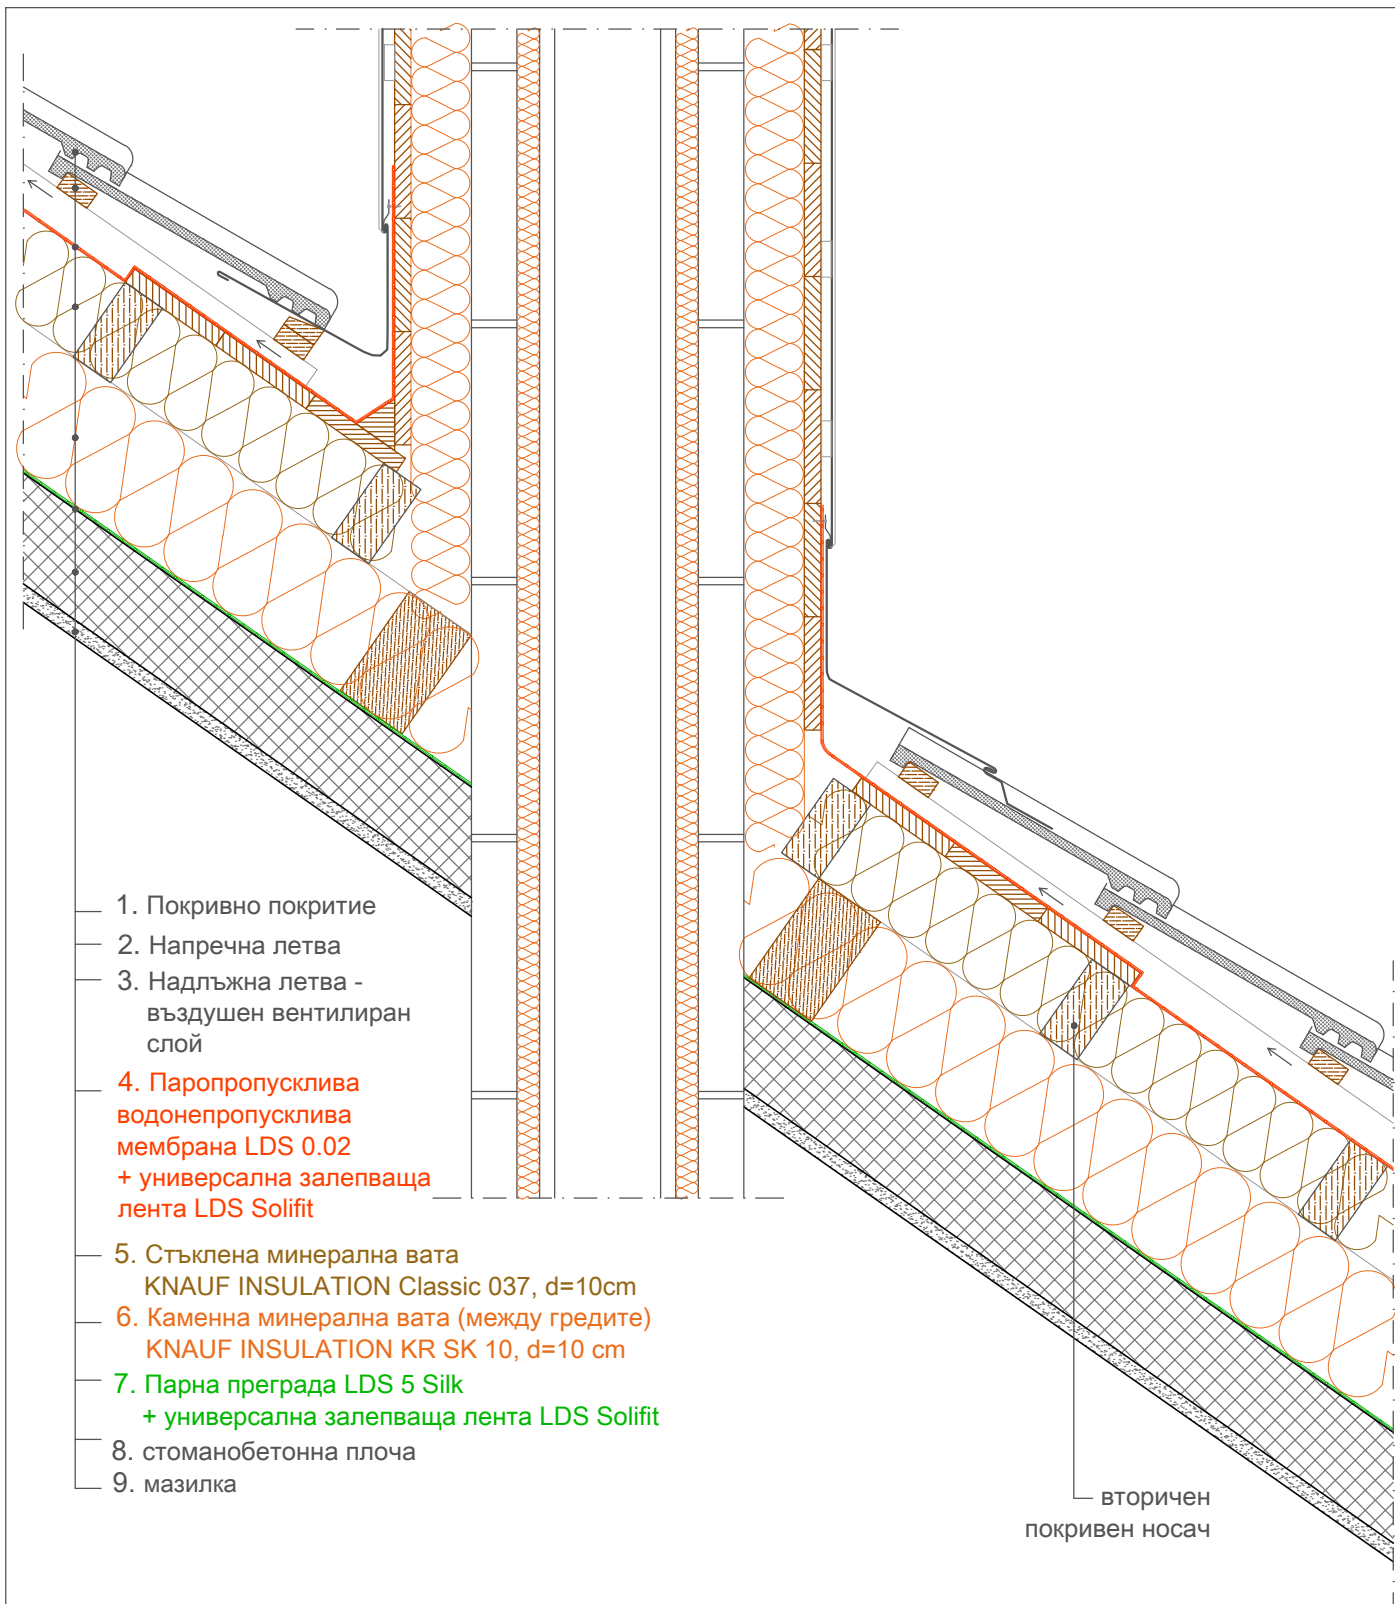 1. Покривно покритие
2. Напречна летва
3. Надлъжна летва -
въздушен вентилиран
слой
4. Паропропусклива
водонепропусклива
мембрана LDS 0.02
+ универсална залепваща
лента LDS Solifit
5. Стъклена минерална вата
KNAUF INSULATION Classic 037, d=10cm
6. Каменна минерална вата (между гредите)
KNAUF INSULATION KR SK 10, d=10 cm
7. Парна преграда LDS 5 Silk
+ универсална залепваща лента LDS Solifit
8. стоманобетонна плоча
9. мазилка
вторичен
покривен носач